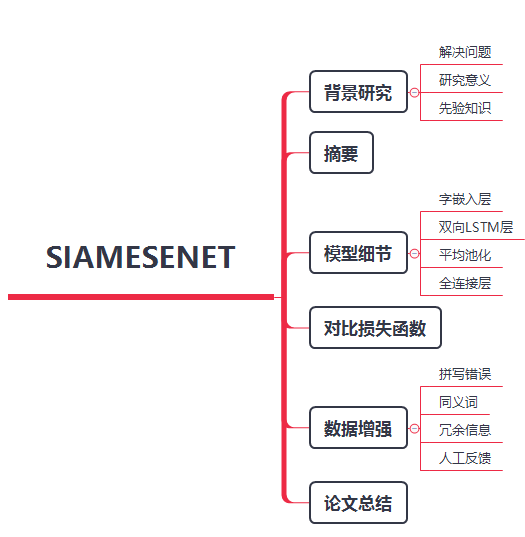 SIAMESENET
背景研究
解决问题
研究意义
先验知识
摘要
模型细节
字嵌入层
双向LSTM层
平均池化
全连接层
对比损失函数
数据增强
拼写错误
同义词
冗余信息
人工反馈
论文总结